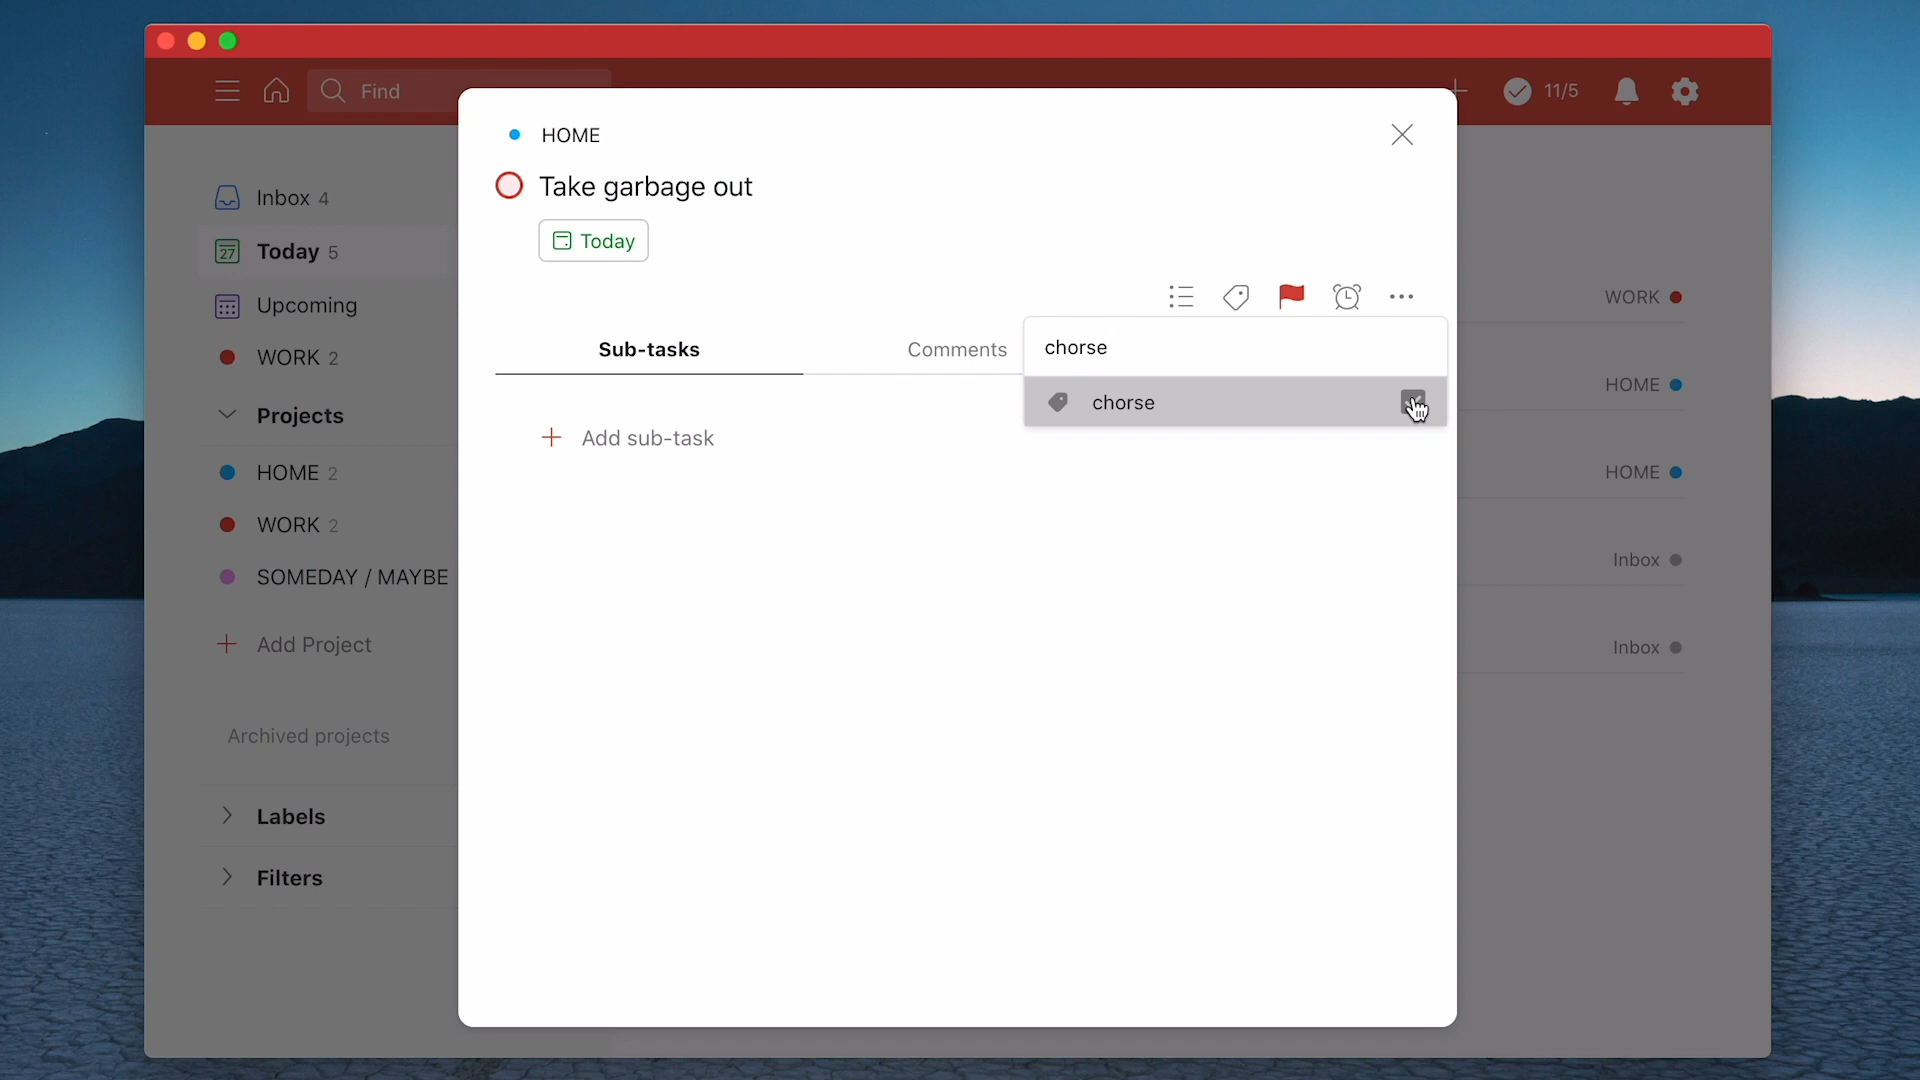 Find
11/5
HOME
Take garbage out
Today
Inbox 4
27
Today 5
Upcoming
WORK 2
Projects
HOME 2
WORK 2
SOMEDAY / MAYBE
Add Project
Archived projects
Labels
Filters
Sub-tasks
Comments
chorse
chorse
Add sub-task
WORK
HOME
HOME
Inbox
Inbox